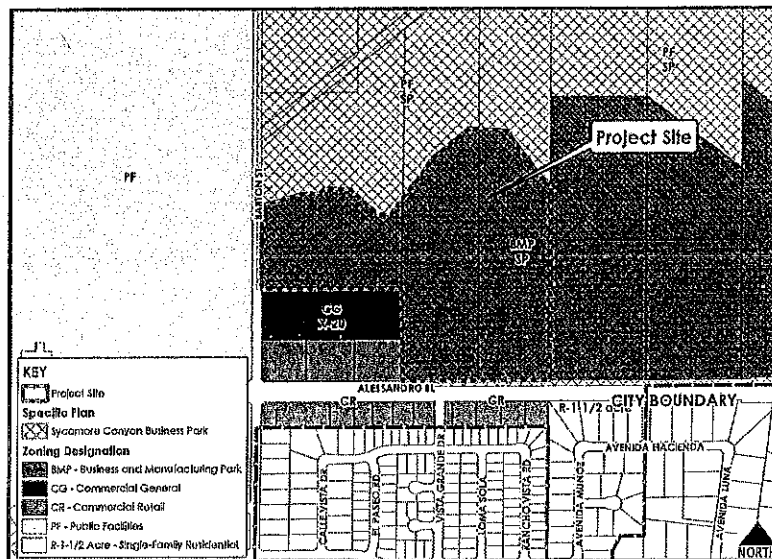 PF
SP
PF
SP
Project Site
PF
BARTON ST
BMP
SP
CG
X-20
KEY
Project Site
Specific Plan
Sycamore Canyon Business Park
Zoning Designation
BMP - Business and Manufacturing Park
CG - Commercial General
CR - Commercial Retail
PF - Public Facilities
R-1-1/2 Acre - Single-Family Residential
ALESSANDRO BL
CR
CR
R-1-1/2 acre
CITY BOUNDARY
AVENIDA HACIENDA
CALLE VISTA DR
EL PASEO RD
VISTA GRANDE DR
LOMA SOLA
RANCHO VISTA RD
AVENIDA MUNOZ
AVENIDA LUNA
NORTH